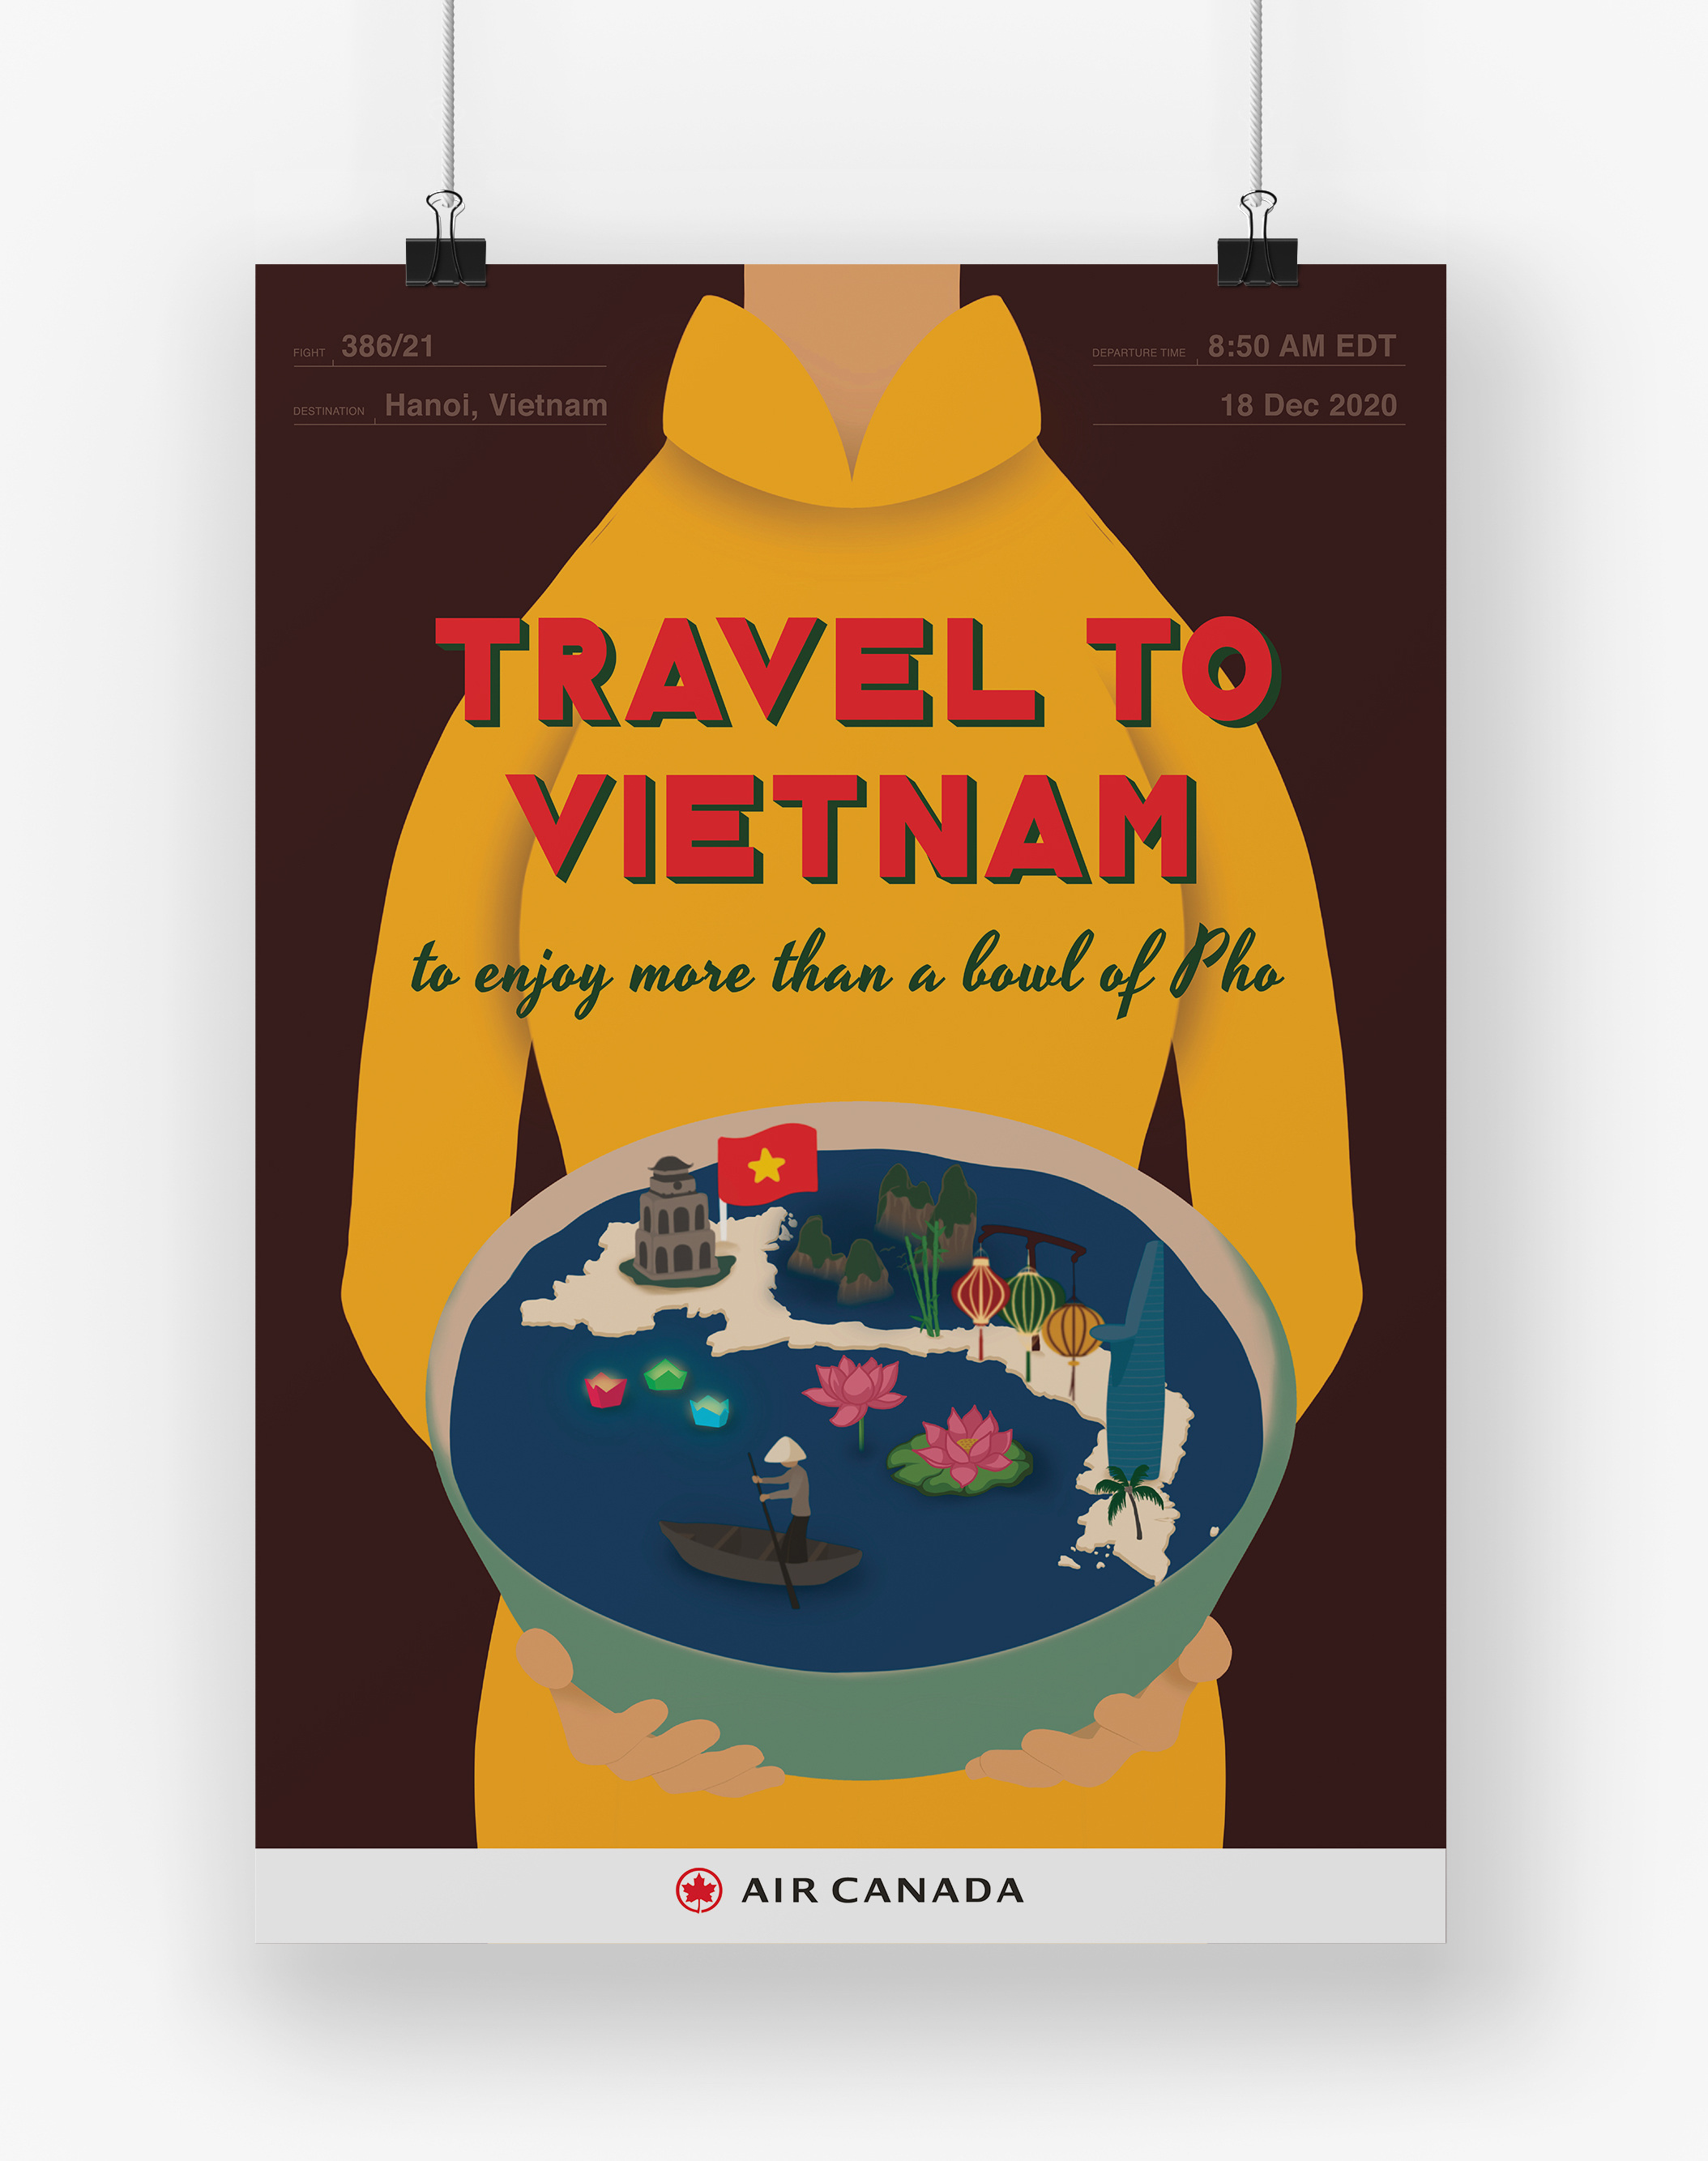 FIGHT 386/21
DESTINATION Hanoi, Vietnam
DEPARTURE TIME 8:50 AM EDT
18 Dec 2020
TRAVEL TO
VIETNAM
to enjoy more than a bowl of Pho
AIR CANADA